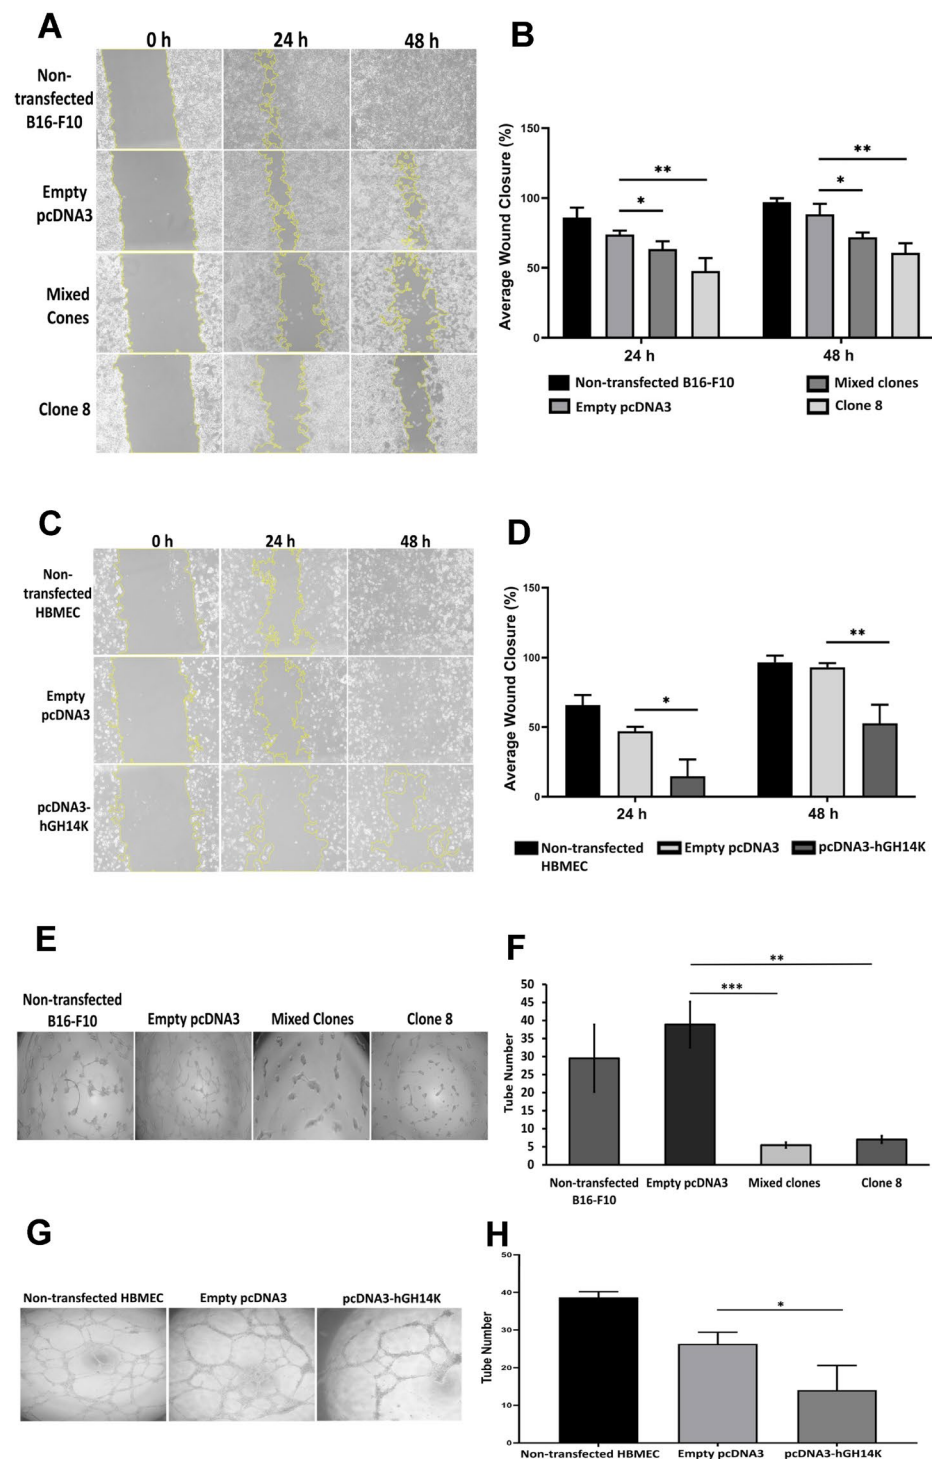 A
0 h 24 h 48 h
Non-
transfected
B16-F10
Empty
pcDNA3
Mixed
Cones
Clone 8
B
Average Wound Closure (%)
150
100
50
0
** **
* *
24 h 48 h
Non-transfected B16-F10 Mixed clones
Empty pcDNA3 Clone 8
C
0 h 24 h 48 h
Non-
transfected
HBMEC
Empty
pcDNA3
pcDNA3-
hGH14K
D
Average Wound Closure (%)
150
100
50
0
**
*
24 h 48 h
Non-transfected Empty pcDNA3 pcDNA3-hGH14K
HBMEC
E
Non-transfected
B16-F10 Empty pcDNA3 Mixed Clones Clone 8
F
Tube Number
50
45
40
35
30
25
20
15
10
5
0
**
***
Non-transfected Empty pcDNA3 Mixed clones Clone 8
B16-F10
G
Non-transfected HBMEC Empty pcDNA3 pcDNA3-hGH14K
H
Tube Number
50
40
30
20
10
0
*
Non-transfected HBMEC Empty pcDNA3 pcDNA3-hGH14K